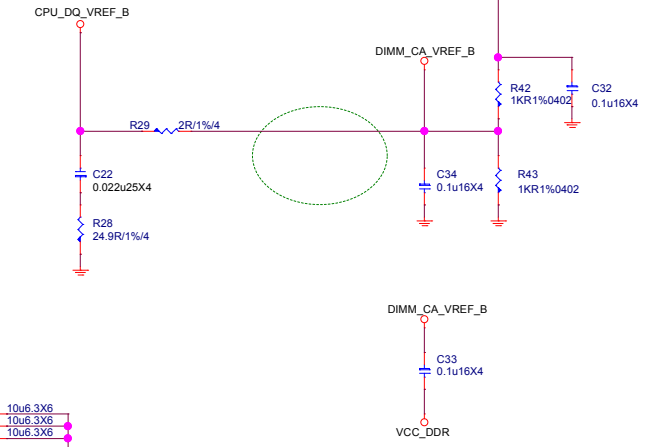 CPU_DQ_VREF_B
DIMM_CA_VREF_B
R42
1KR1%0402
C32
0.1u16X4
R29 2R/1%/4
C22
0.022u25X4
C34
0.1u16X4
R43
1KR1%0402
R28
24.9R/1%/4
DIMM_CA_VREF_B
C33
0.1u16X4
VCC_DDR
10u6.3X6
10u6.3X6
10u6.3X6